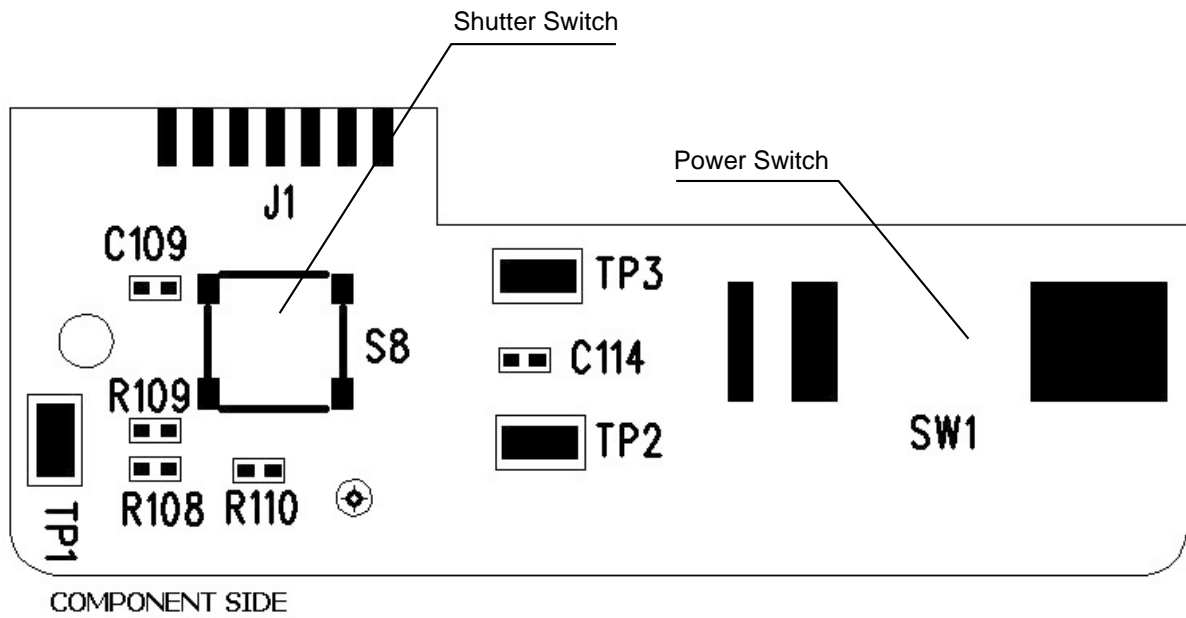 Shutter Switch
Power Switch
J1
C109
TP3
S8
C114
R109
TP2
SW1
R108
R110
TP1
COMPONENT SIDE